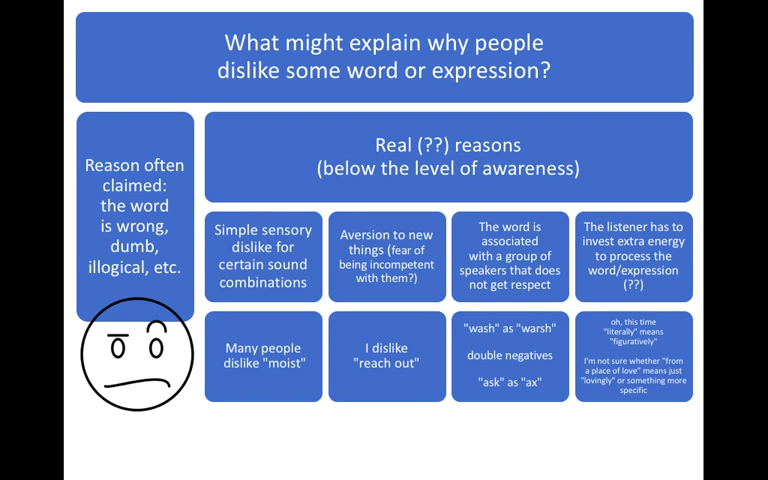 What might explain why people
dislike some word or expression?
Reason often
claimed:
the word
is wrong,
dumb,
illogical, etc.
Real (??) reasons
(below the level of awareness)
Simple sensory
dislike for
certain sound
combinations
Aversion to new
things (fear of
being incompetent
with them?)
The word is
associated
with a group of
speakers that does
not get respect
The listener has to
invest extra energy
to process the
word/expression
(??)
Many people
dislike "moist"
I dislike
"reach out"
"wash" as "warsh"
double negatives
"ask" as "ax"
oh, this time
"literally" means
"figuratively"
I'm not sure whether "from
a place of love" means just
"lovingly" or something more
specific